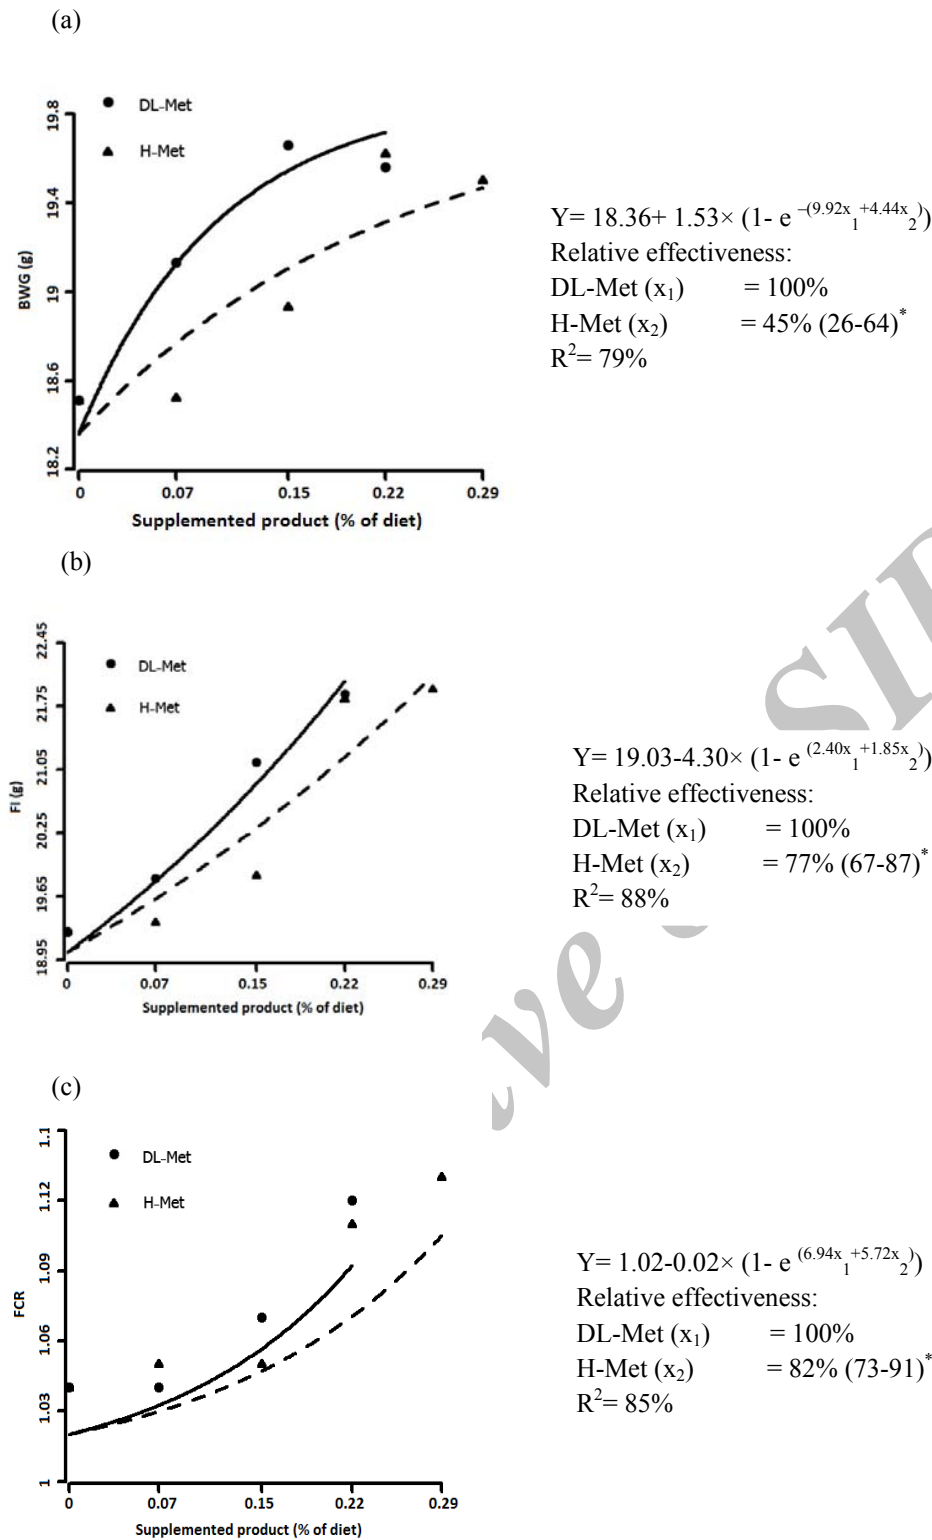 (a)
DL-Met
H-Met
19.8
19.4
19
18.6
18.2
BWG (g)
0 0.07 0.15 0.22 0.29
Supplemented product (% of diet)
Y= 18.36+ 1.53× (1- e –(9.92x1+4.44x2))
Relative effectiveness:
DL-Met (x1) = 100%
H-Met (x2) = 45% (26-64)*
R2= 79%
(b)
DL-Met
H-Met
22.45
21.75
21.05
20.25
19.65
18.95
FI (g)
0 0.07 0.15 0.22 0.29
Supplemented product (% of diet)
Y= 19.03-4.30× (1- e (2.40x1+1.85x2))
Relative effectiveness:
DL-Met (x1) = 100%
H-Met (x2) = 77% (67-87)*
R2= 88%
(c)
DL-Met
H-Met
1.1
1.12
1.09
1.06
1.03
1
FCR
0 0.07 0.15 0.22 0.29
Supplemented product (% of diet)
Y= 1.02-0.02× (1- e (6.94x1+5.72x2))
Relative effectiveness:
DL-Met (x1) = 100%
H-Met (x2) = 82% (73-91)*
R2= 85%